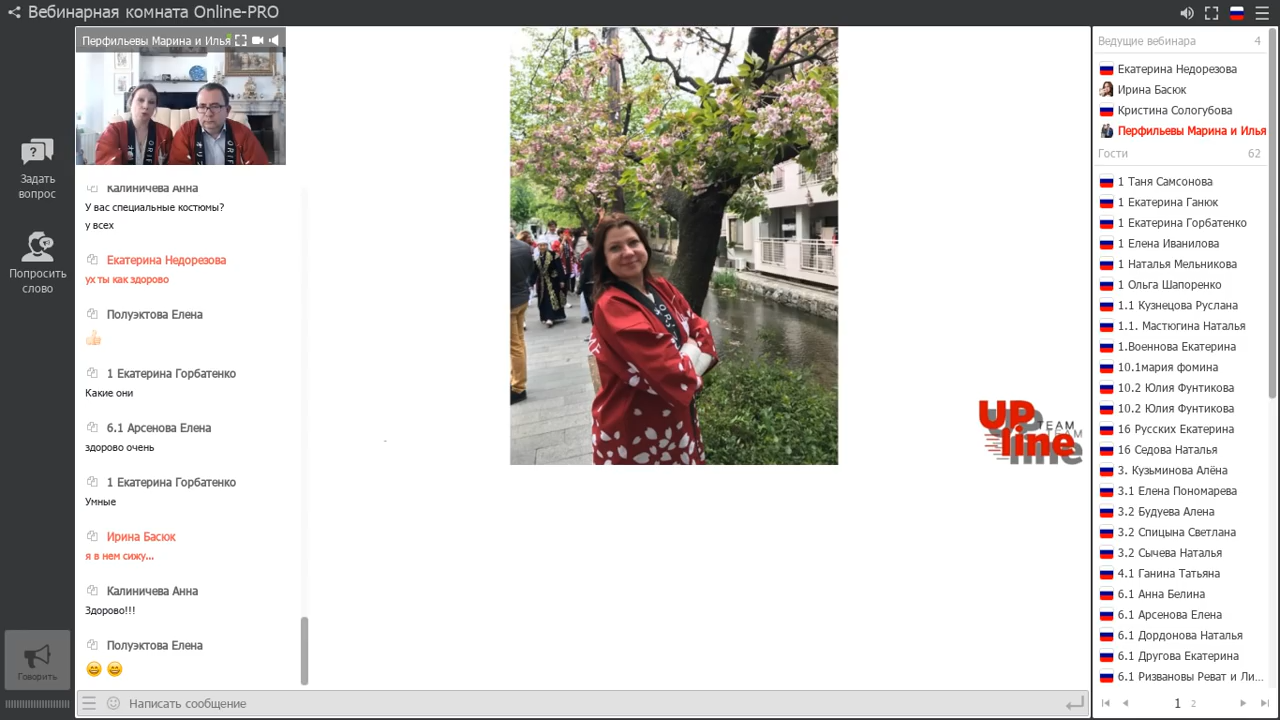 Вебинарная комната Online-PRO
Задать
вопрос
Попросить
слово
Говорить
Перфильевы Марина и Илья
Калиничева Анна
У вас специальные костюмы?
у всех
Екатерина Недорезова
ух ты как здорово
Полуэктова Елена
1 Екатерина Горбатенко
Какие они
6.1 Арсенова Елена
здорово очень
1 Екатерина Горбатенко
Умные
Ирина Басюк
я в нем сижу...
Калиничева Анна
Здорово!!!
Полуэктова Елена
Написать сообщение
UP
TEAM
line
Ведущие вебинара 4
Екатерина Недорезова
Ирина Басюк
Кристина Сологубова
Перфильевы Марина и Илья
Гости 62
1 Таня Самсонова
1 Екатерина Ганюк
1 Екатерина Горбатенко
1 Елена Иванилова
1 Наталья Мельникова
1 Ольга Шапоренко
1.1 Кузнецова Руслана
1.1. Мастюгина Наталья
1.Военнова Екатерина
10.1мария фомина
10.2 Юлия Фунтикова
10.2 Юлия Фунтикова
16 Русских Екатерина
16 Седова Наталья
3. Кузьминова Алёна
3.1 Елена Пономарева
3.2 Будуева Алена
3.2 Спицына Светлана
3.2 Сычева Наталья
4.1 Ганина Татьяна
6.1 Анна Белина
6.1 Арсенова Елена
6.1 Дордонова Наталья
6.1 Другова Екатерина
6.1 Ризвановы Реват и Ли...
1 2